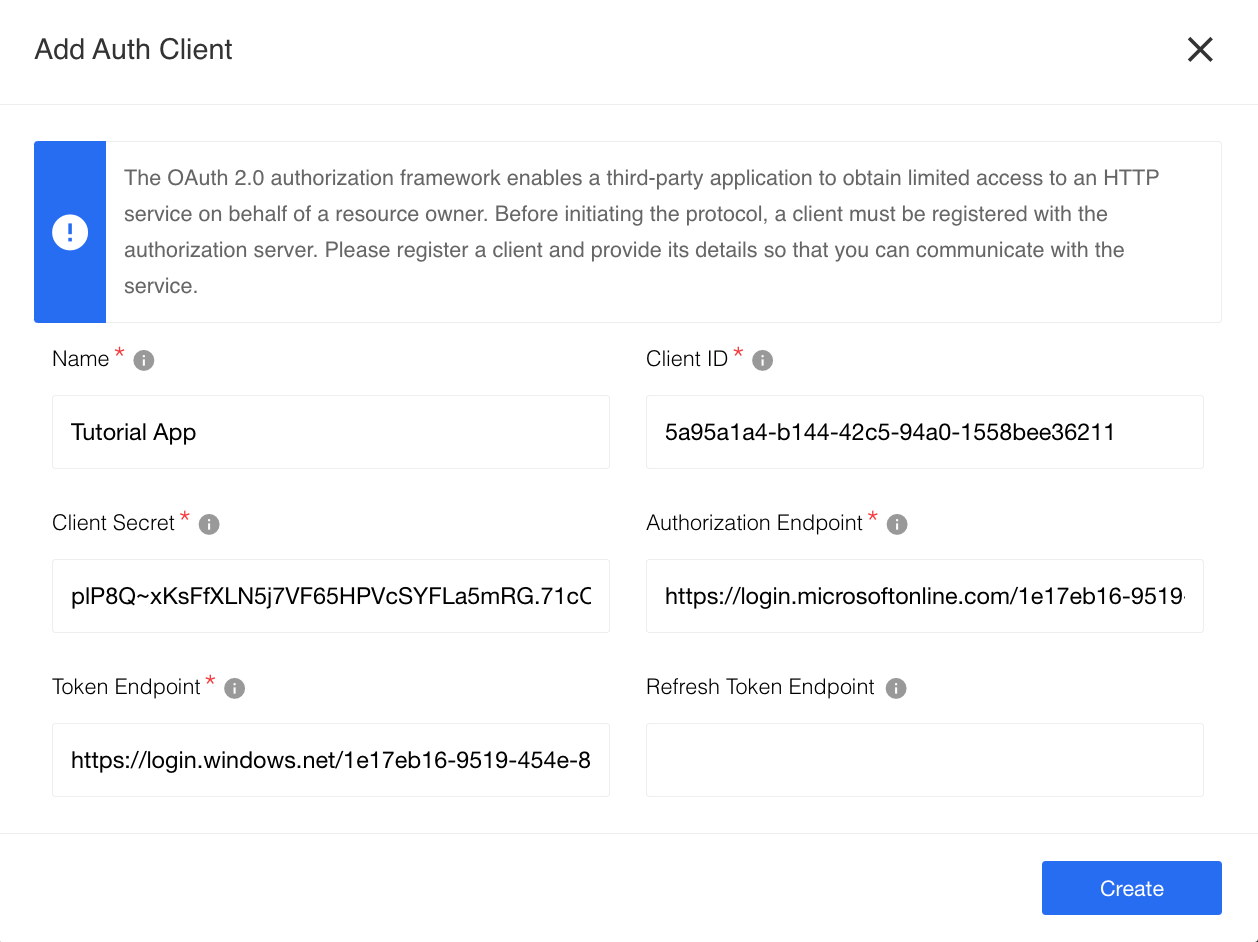 Add Auth Client
The OAuth 2.0 authorization framework enables a third-party application to obtain limited access to an HTTP
service on behalf of a resource owner. Before initiating the protocol, a client must be registered with the
authorization server. Please register a client and provide its details so that you can communicate with the
service.
Name *
Client ID *
Tutorial App
5a95a1a4-b144-42c5-94a0-1558bee36211
Client Secret *
Authorization Endpoint *
plP8Q~xKsFfXLN5j7VF65HPVcSYFLa5mRG.71cC
https://login.microsoftonline.com/1e17eb16-9519-
Token Endpoint *
Refresh Token Endpoint
https://login.windows.net/1e17eb16-9519-454e-8
Create